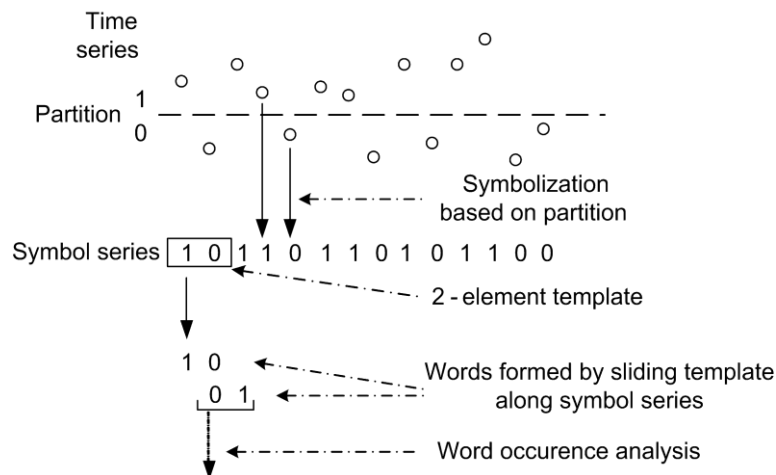 Time
series
1
Partition
0
Symbolization
based on partition
Symbol series 1 0 1 1 0 1 1 0 1 0 1 1 0 0
2 - element template
1 0
Words formed by sliding template
0 1
along symbol series
Word occurence analysis